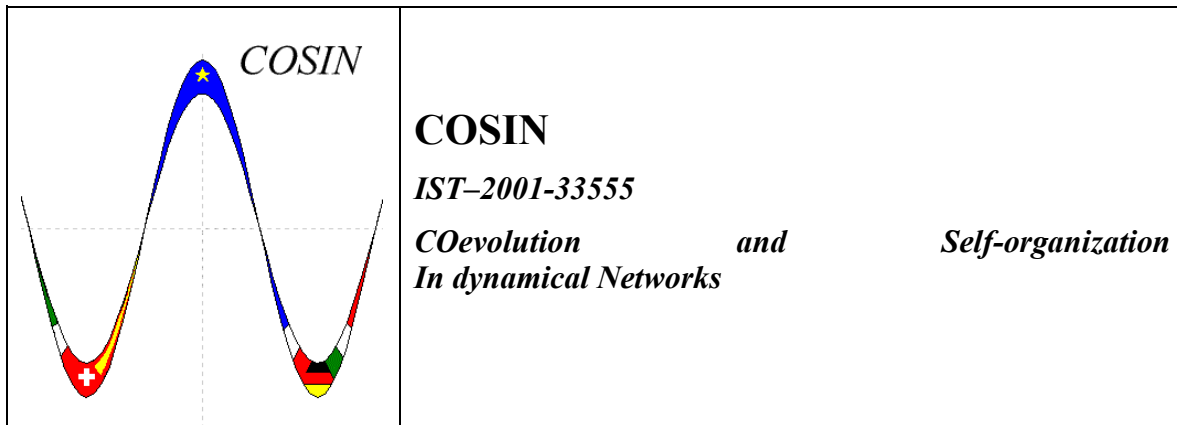 COSIN
COSIN
IST–2001-33555
COevolution and Self-organization
In dynamical Networks